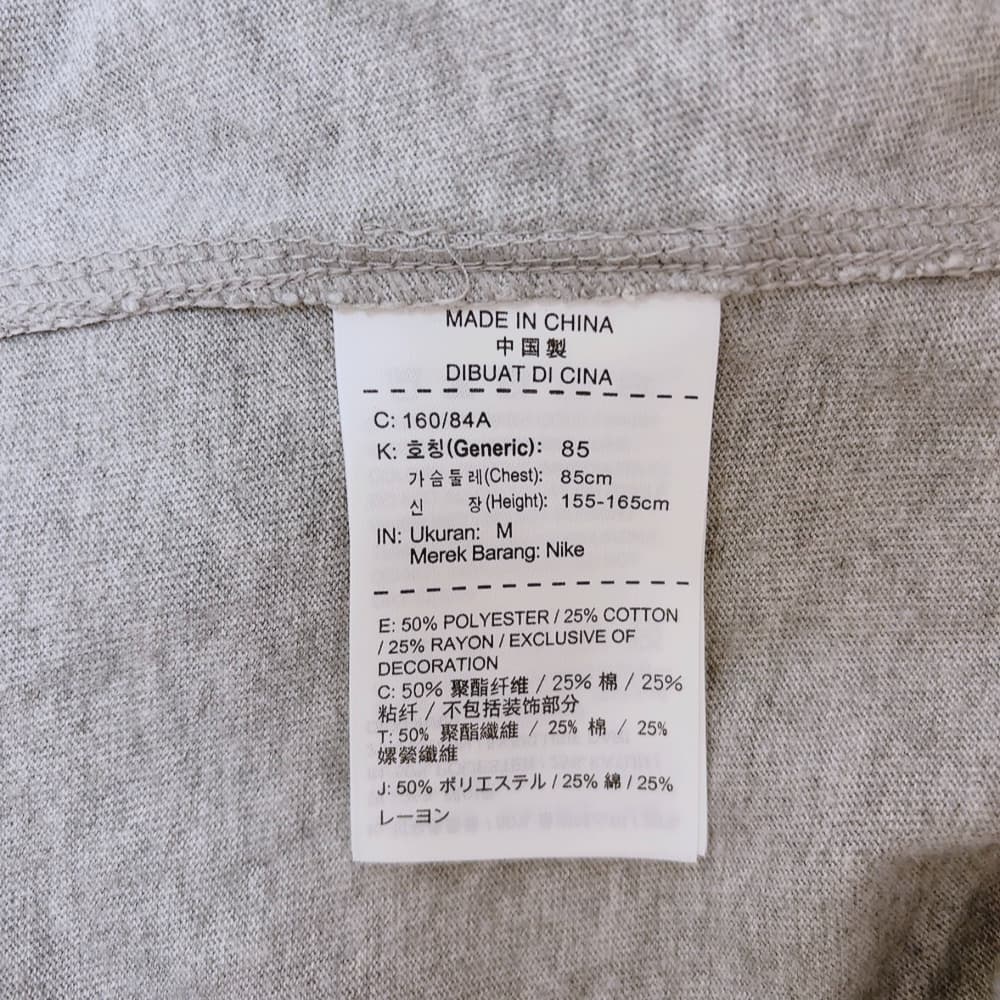 MADE IN CHINA
中国製
DIBUAT DI CINA
C: 160/84A
K: 호칭(Generic): 85
가슴둘레(Chest): 85cm
신 장(Height): 155-165cm
IN: Ukuran: M
Merek Barang: Nike
E: 50% POLYESTER / 25% COTTON
/ 25% RAYON / EXCLUSIVE OF
DECORATION
C: 50% 聚酯纤维 / 25% 棉 / 25%
粘纤 / 不包括装饰部分
T: 50% 聚酯纖維 / 25% 棉 / 25%
嫘縈纖維
J: 50% ポリエステル / 25% 綿 / 25%
レーヨン